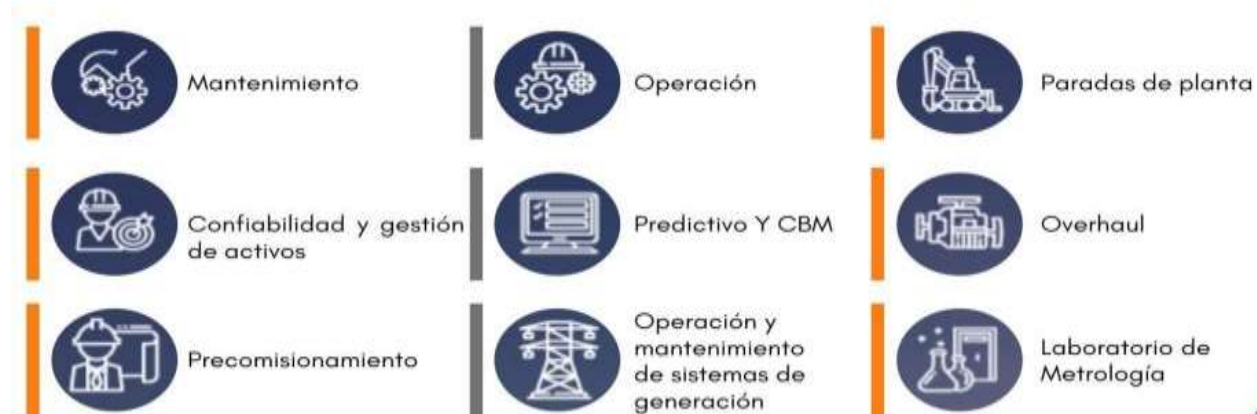 Mantenimiento
Operación
Paradas de planta
Confiabilidad y gestión
de activos
Predictivo Y CBM
Overhaul
Precomisionamiento
Operación y
mantenimiento
de sistemas de
generación
Laboratorio de
Metrología